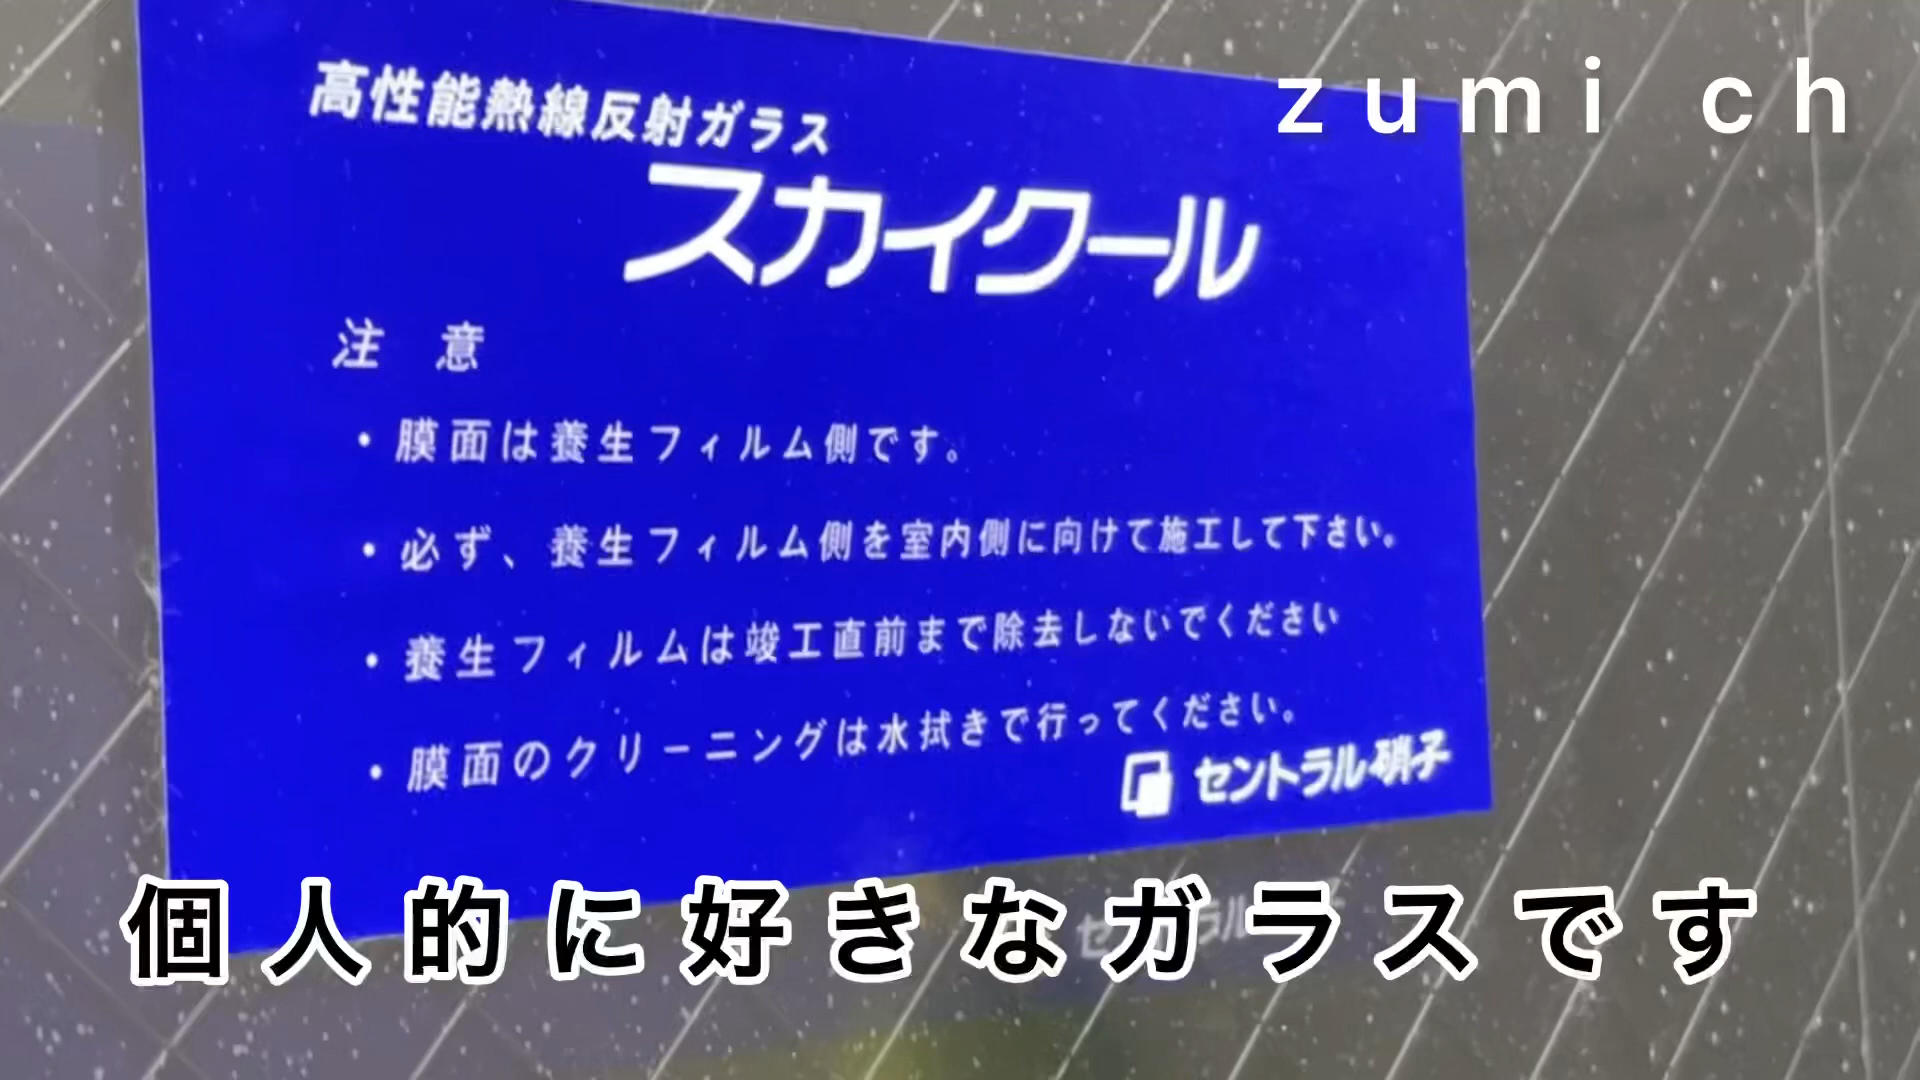 zumi ch
高性能熱線反射ガラス
スカイクール
注 意
・膜面は養生フィルム側です。
・必ず、養生フィルム側を室内側に向けて施工して下さい。
・養生フィルムは竣工直前まで除去しないでください
・膜面のクリーニングは水拭きで行ってください。
セントラル硝子
個人的に好きなガラスです